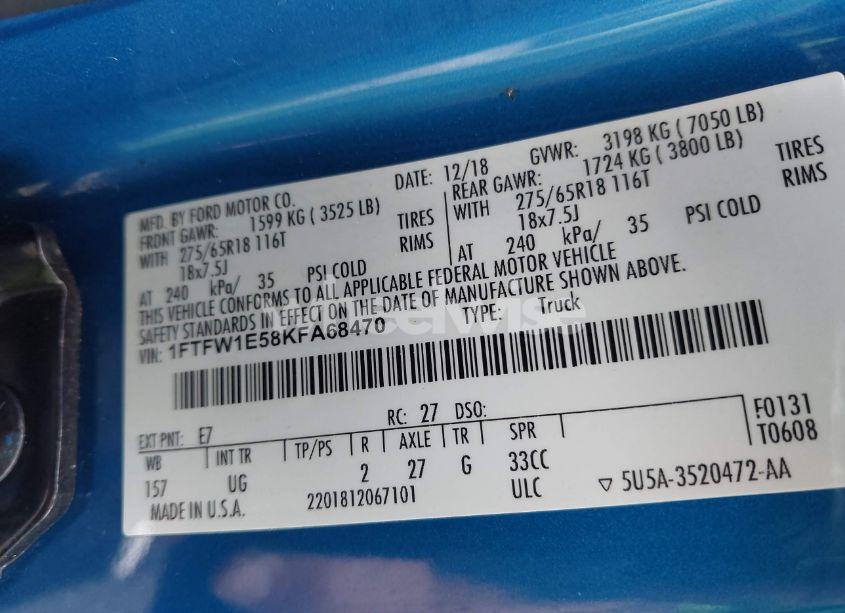 MFD. BY FORD MOTOR CO. DATE: 12/18 GVWR: 3198 KG ( 7050 LB)
FRONT GAWR: 1599 KG ( 3525 LB) REAR GAWR: 1724 KG ( 3800 LB)
WITH 275/65R18 116T TIRES WITH 275/65R18 116T TIRES
18x7.5J RIMS 18x7.5J RIMS
AT 240 kPa/ 35 PSI COLD AT 240 kPa/ 35 PSI COLD
THIS VEHICLE CONFORMS TO ALL APPLICABLE FEDERAL MOTOR VEHICLE
SAFETY STANDARDS IN EFFECT ON THE DATE OF MANUFACTURE SHOWN ABOVE.
VIN: 1FTFW1E58KFA68470 TYPE: Truck
RC: 27 DSO:
EXT PNT: E7 F0131
WB INT TR TP/PS R AXLE TR SPR T0608
157 UG 2 27 G 33CC
MADE IN U.S.A. 2201812067101 ULC ▽ 5U5A-3520472-AA